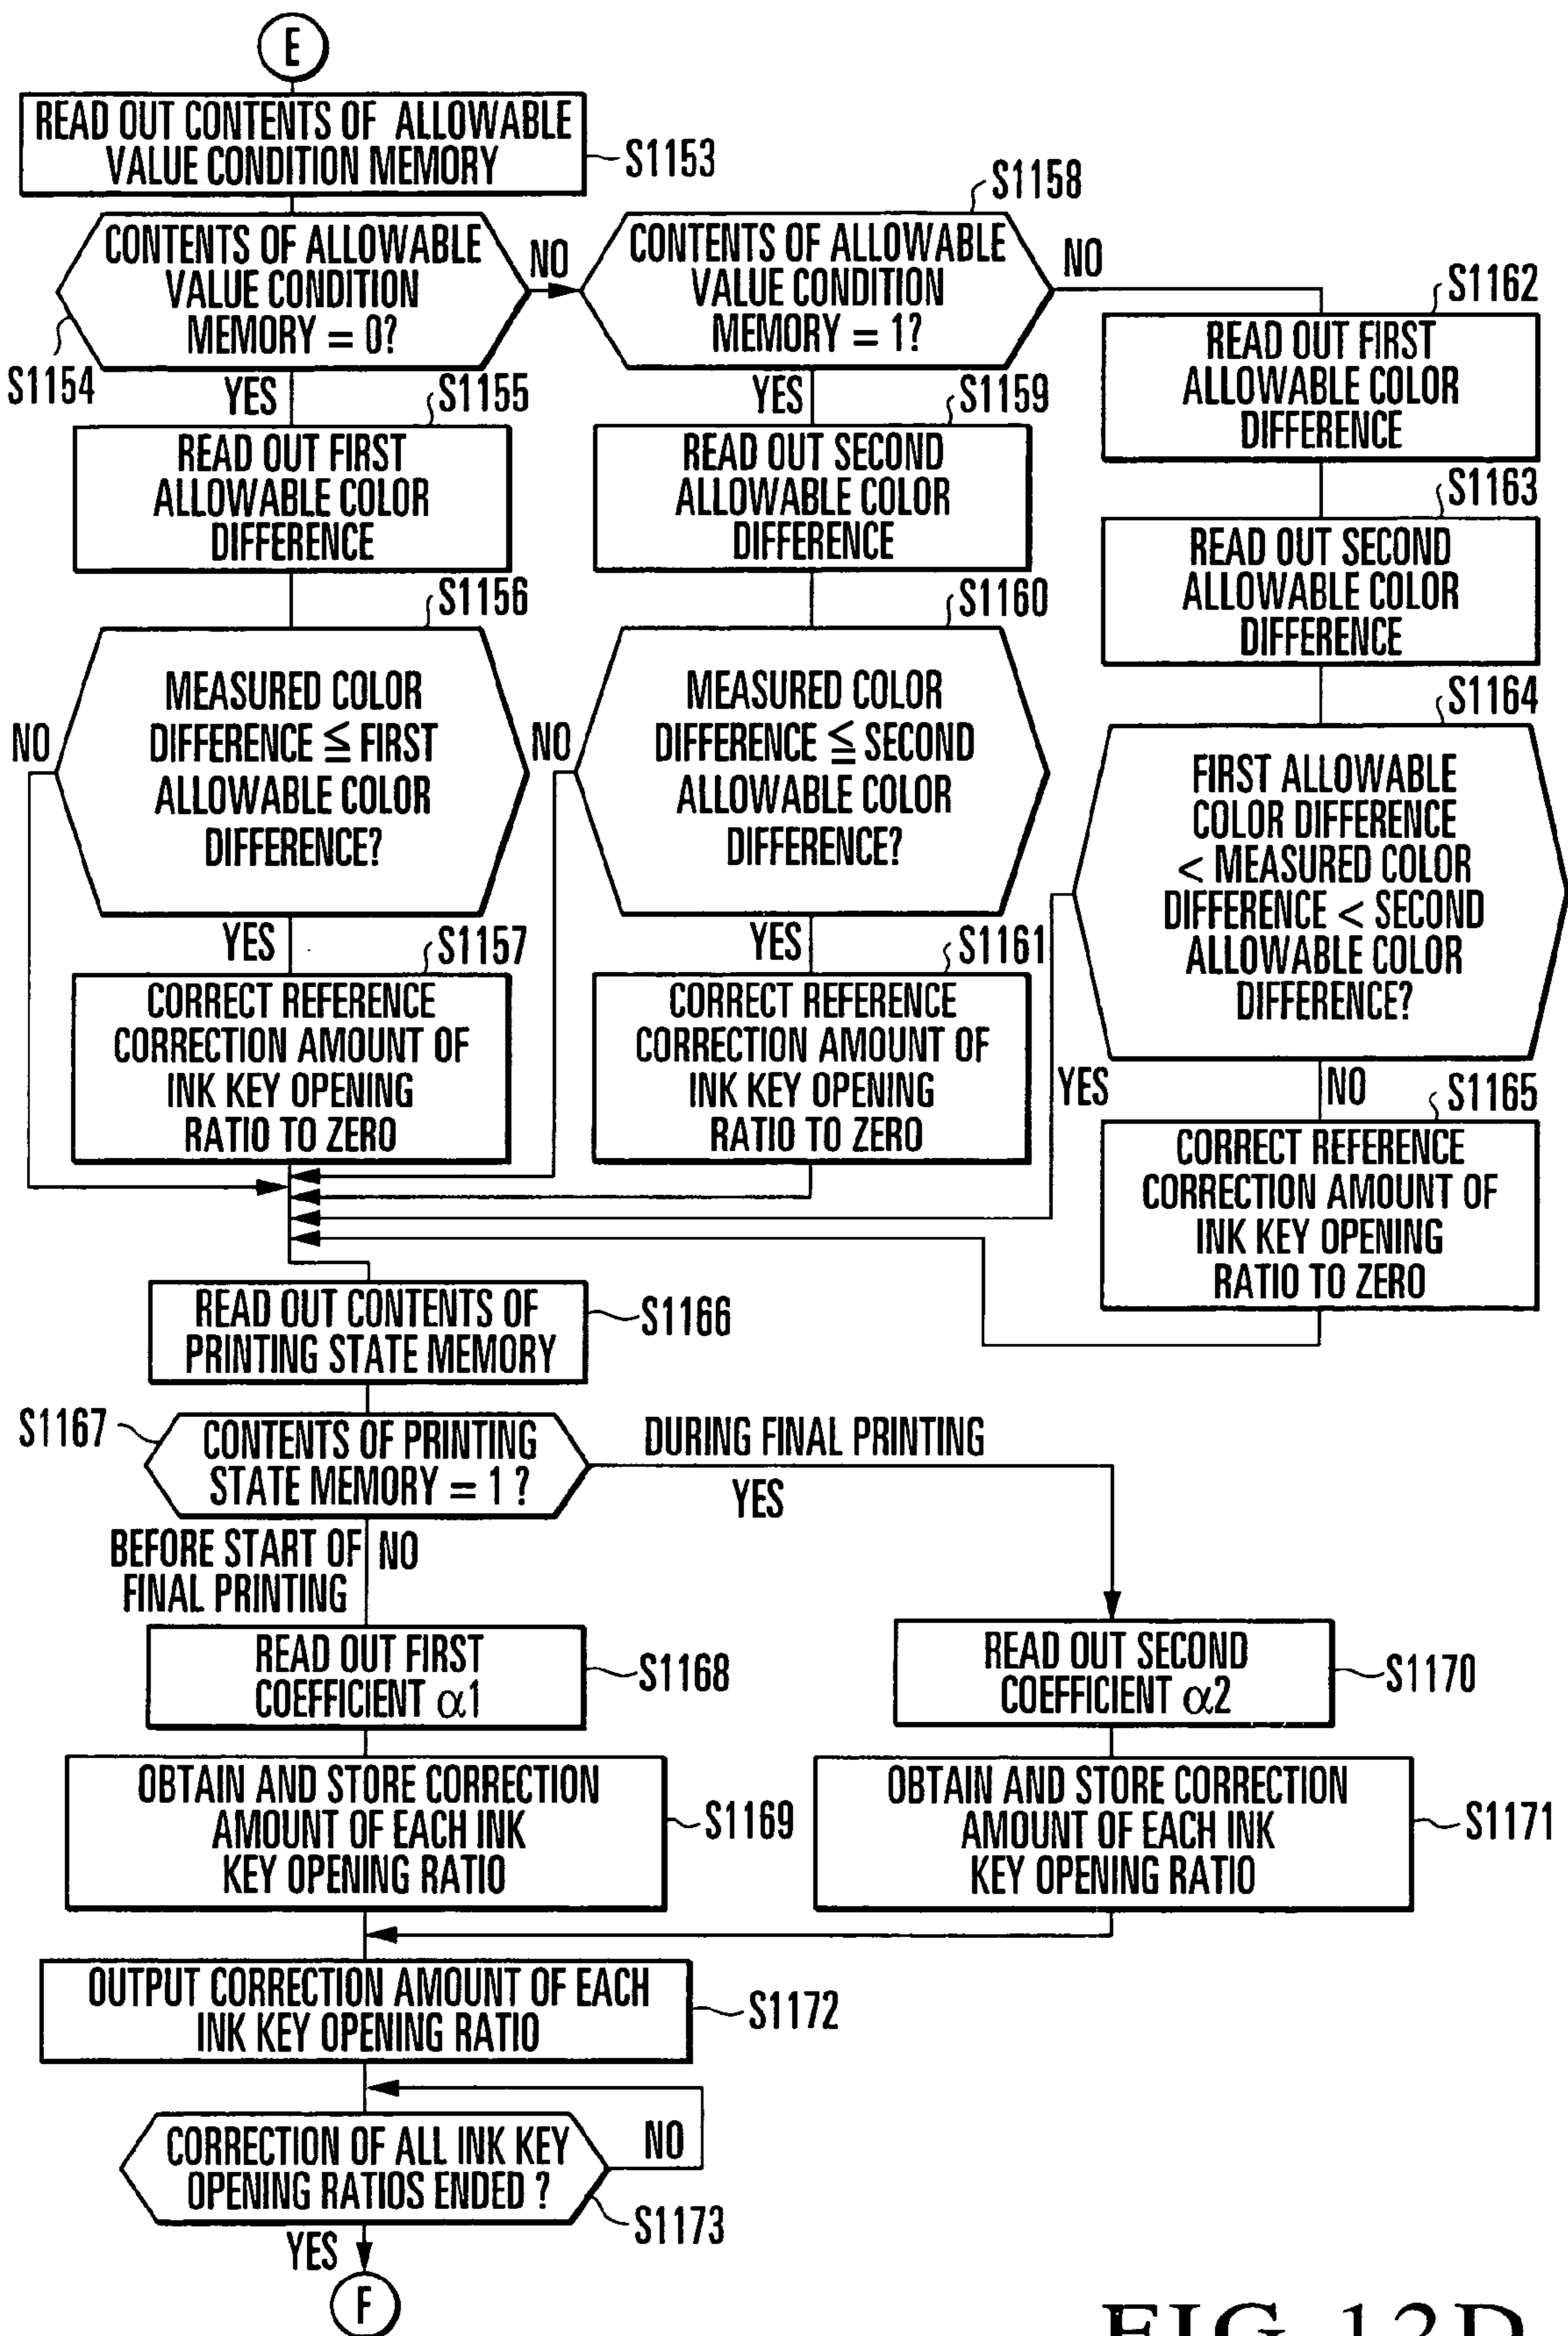 E
READ OUT CONTENTS OF ALLOWABLE
VALUE CONDITION MEMORY
S1153
CONTENTS OF ALLOWABLE
VALUE CONDITION
MEMORY = 0?
S1154
NO
YES
S1158
CONTENTS OF ALLOWABLE
VALUE CONDITION
MEMORY = 1?
NO
YES
S1155
READ OUT FIRST
ALLOWABLE COLOR
DIFFERENCE
S1159
READ OUT SECOND
ALLOWABLE COLOR
DIFFERENCE
S1162
READ OUT FIRST
ALLOWABLE COLOR
DIFFERENCE
S1163
READ OUT SECOND
ALLOWABLE COLOR
DIFFERENCE
S1156
MEASURED COLOR
DIFFERENCE ≦ FIRST
ALLOWABLE COLOR
DIFFERENCE?
NO
YES
S1160
MEASURED COLOR
DIFFERENCE ≦ SECOND
ALLOWABLE COLOR
DIFFERENCE?
NO
YES
S1164
FIRST ALLOWABLE
COLOR DIFFERENCE
< MEASURED COLOR
DIFFERENCE < SECOND
ALLOWABLE COLOR
DIFFERENCE?
YES
NO
S1157
CORRECT REFERENCE
CORRECTION AMOUNT OF
INK KEY OPENING
RATIO TO ZERO
S1161
CORRECT REFERENCE
CORRECTION AMOUNT OF
INK KEY OPENING
RATIO TO ZERO
S1165
CORRECT REFERENCE
CORRECTION AMOUNT OF
INK KEY OPENING
RATIO TO ZERO
READ OUT CONTENTS OF
PRINTING STATE MEMORY
S1166
S1167
CONTENTS OF PRINTING
STATE MEMORY = 1 ?
DURING FINAL PRINTING
YES
BEFORE START OF
FINAL PRINTING
NO
READ OUT FIRST
COEFFICIENT α1
S1168
READ OUT SECOND
COEFFICIENT α2
S1170
OBTAIN AND STORE CORRECTION
AMOUNT OF EACH INK
KEY OPENING RATIO
S1169
OBTAIN AND STORE CORRECTION
AMOUNT OF EACH INK
KEY OPENING RATIO
S1171
OUTPUT CORRECTION AMOUNT OF EACH
INK KEY OPENING RATIO
S1172
CORRECTION OF ALL INK KEY
OPENING RATIOS ENDED ?
NO
S1173
YES
F
FIG. 12D